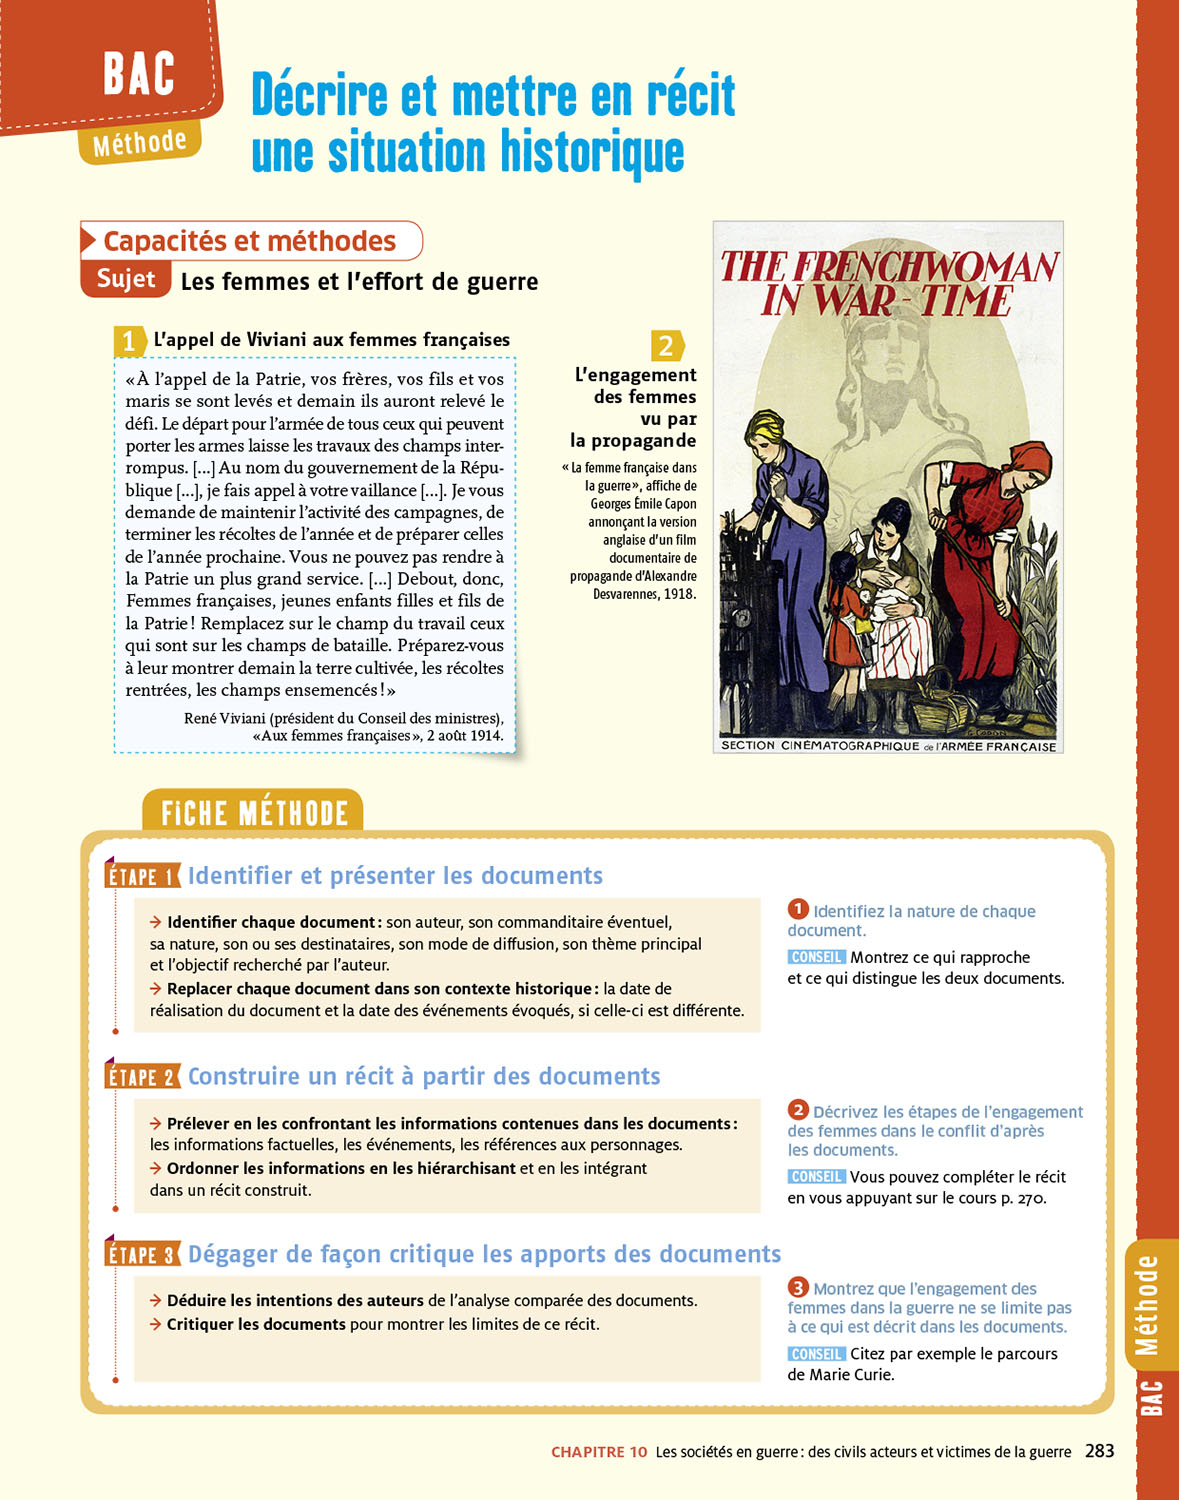 BAC
Méthode
Décrire et mettre en récit
une situation historique
Capacités et méthodes
Sujet Les femmes et l'effort de guerre
1 L'appel de Viviani aux femmes françaises
« À l'appel de la Patrie, vos frères, vos fils et vos
maris se sont levés et demain ils auront relevé le
défi. Le départ pour l'armée de tous ceux qui peuvent
porter les armes laisse les travaux des champs inter-
rompus. [...] Au nom du gouvernement de la Répu-
blique [...], je fais appel à votre vaillance [...]. Je vous
demande de maintenir l'activité des campagnes, de
terminer les récoltes de l'année et de préparer celles
de l'année prochaine. Vous ne pouvez pas rendre à
la Patrie un plus grand service. [...] Debout, donc,
Femmes françaises, jeunes enfants filles et fils de
la Patrie ! Remplacez sur le champ du travail ceux
qui sont sur les champs de bataille. Préparez-vous
à leur montrer demain la terre cultivée, les récoltes
rentrées, les champs ensemencés ! »
René Viviani (président du Conseil des ministres),
« Aux femmes françaises », 2 août 1914.
2
L'engagement
des femmes
vu par
la propagande
« La femme française dans
la guerre », affiche de
Georges Émile Capon
annonçant la version
anglaise d'un film
documentaire de
propagande d'Alexandre
Desvarennes, 1918.
THE FRENCHWOMAN
IN WAR-TIME
G. CAPON
SECTION CINÉMATOGRAPHIQUE de l'ARMÉE FRANÇAISE
FICHE MÉTHODE
ÉTAPE 1 Identifier et présenter les documents
→ Identifier chaque document : son auteur, son commanditaire éventuel,
sa nature, son ou ses destinataires, son mode de diffusion, son thème principal
et l'objectif recherché par l'auteur.
→ Replacer chaque document dans son contexte historique : la date de
réalisation du document et la date des événements évoqués, si celle-ci est différente.
1 Identifiez la nature de chaque
document.
CONSEIL Montrez ce qui rapproche
et ce qui distingue les deux documents.
ÉTAPE 2 Construire un récit à partir des documents
→ Prélever en les confrontant les informations contenues dans les documents :
les informations factuelles, les événements, les références aux personnages.
→ Ordonner les informations en les hiérarchisant et en les intégrant
dans un récit construit.
2 Décrivez les étapes de l'engagement
des femmes dans le conflit d'après
les documents.
CONSEIL Vous pouvez compléter le récit
en vous appuyant sur le cours p. 270.
ÉTAPE 3 Dégager de façon critique les apports des documents
→ Déduire les intentions des auteurs de l'analyse comparée des documents.
→ Critiquer les documents pour montrer les limites de ce récit.
3 Montrez que l'engagement des
femmes dans la guerre ne se limite pas
à ce qui est décrit dans les documents.
CONSEIL Citez par exemple le parcours
de Marie Curie.
BAC Méthode
CHAPITRE 10 Les sociétés en guerre : des civils acteurs et victimes de la guerre 283